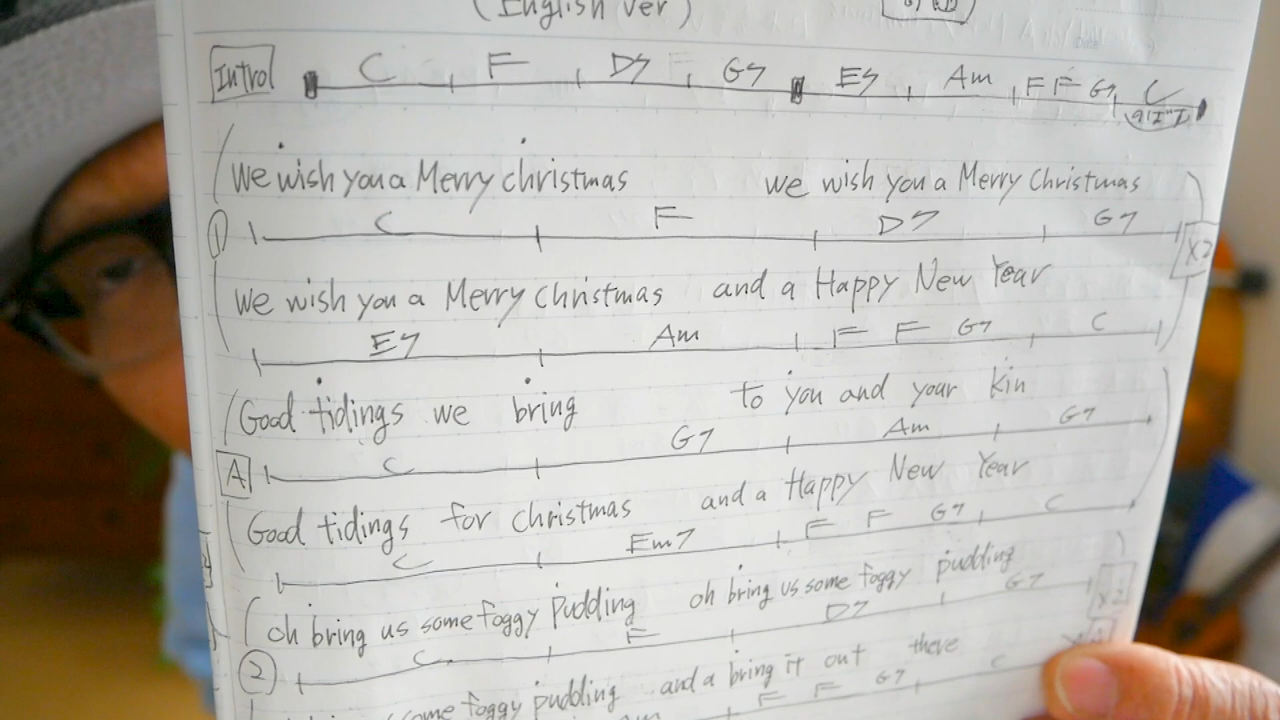 (English ver)
Intro C F D7 G7 E7 Am F F G7 C
We wish you a Merry christmas we wish you a Merry Christmas
① C F D7 G7 X2
We wish you a Merry Christmas and a Happy New Year
E7 Am F F G7 C
Good tidings we bring to you and your kin
A C G7 Am G7
Good tidings for christmas and a Happy New Year
C Em7 F F G7 C
oh bring us some foggy pudding oh bring us some foggy pudding
② C F D7 G7
some foggy pudding and a bring it out there
Am F F G7 C